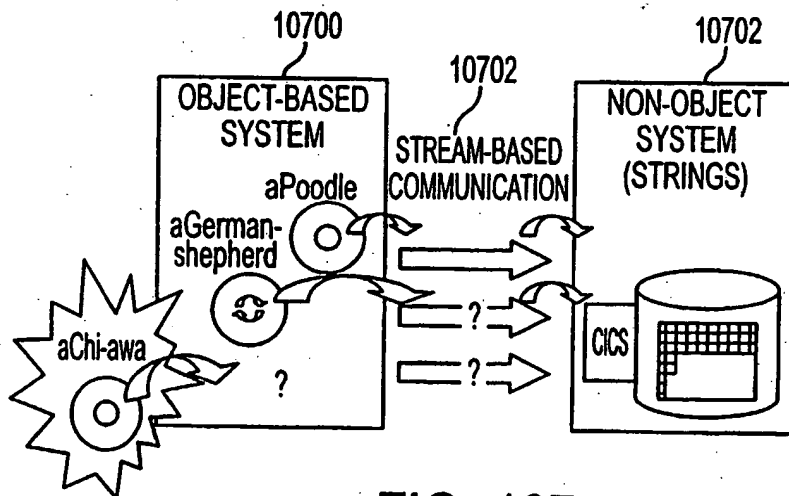 10700
10702
10702
OBJECT-BASED
SYSTEM
STREAM-BASED
COMMUNICATION
NON-OBJECT
SYSTEM
(STRINGS)
aPoodle
aGerman-
shepherd
aChi-awa
?
?
?
CICS